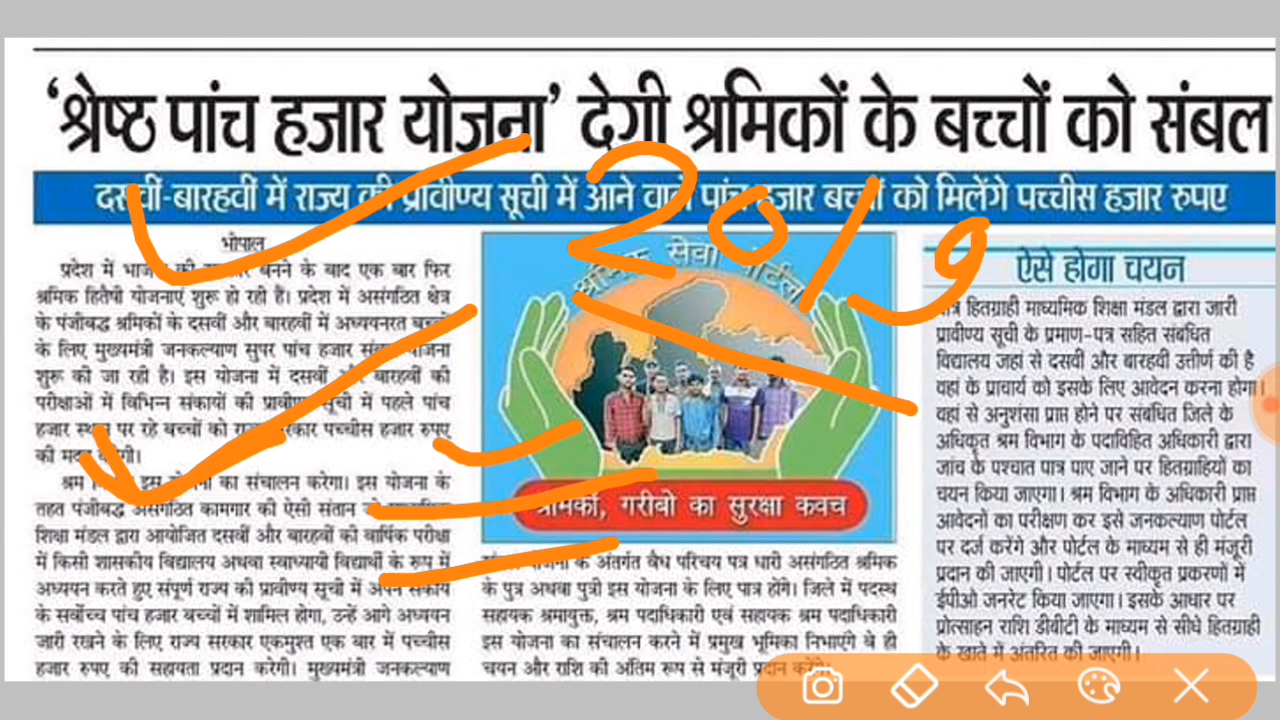 ‘श्रेष्ठ पांच हजार योजना’ देगी श्रमिकों के बच्चों को संबल
दसवीं-बारहवीं में राज्य की प्रावीण्य सूची में आने वाले पांच हजार बच्चों को मिलेंगे पच्चीस हजार रुपए
भोपाल
प्रदेश में भाजपा की सरकार बनने के बाद एक बार फिर
श्रमिक हितैषी योजनाएं शुरू हो रही हैं। प्रदेश में असंगठित क्षेत्र
के पंजीबद्ध श्रमिकों के दसवीं और बारहवीं में अध्ययनरत बच्चों
के लिए मुख्यमंत्री जनकल्याण सुपर पांच हजार संबल योजना
शुरू की जा रही है। इस योजना में दसवीं और बारहवीं की
परीक्षाओं में विभिन्न संकायों की प्रावीण्य सूची में पहले पांच
हजार स्थान पर रहे बच्चों को राज्य सरकार पच्चीस हजार रुपए
की मदद करेगी।
श्रम इस का संचालन करेगा। इस योजना के
तहत पंजीबद्ध असंगठित कामगार की ऐसी संतान
शिक्षा मंडल द्वारा आयोजित दसवीं और बारहवीं की वार्षिक परीक्षा
में किसी शासकीय विद्यालय अथवा स्वाध्यायी विद्यार्थी के रूप में
अध्ययन करते हुए संपूर्ण राज्य की प्रावीण्य सूची में अपने संकाय
के सर्वोच्च पांच हजार बच्चों में शामिल होगा, उन्हें आगे अध्ययन
जारी रखने के लिए राज्य सरकार एकमुश्त एक बार में पच्चीस
हजार रुपए की सहायता प्रदान करेगी। मुख्यमंत्री जनकल्याण
2019
श्रमिक सेवा पोर्टल
श्रमिकों, गरीबों का सुरक्षा कवच
योजना के अंतर्गत वैध परिचय पत्र धारी असंगठित श्रमिक
के पुत्र अथवा पुत्री इस योजना के लिए पात्र होंगे। जिले में पदस्थ
सहायक श्रमायुक्त, श्रम पदाधिकारी एवं सहायक श्रम पदाधिकारी
इस योजना का संचालन करने में प्रमुख भूमिका निभाएंगे वे ही
चयन और राशि की अंतिम रूप से मंजूरी प्रदान करेंगे।
ऐसे होगा चयन
पात्र हितग्राही माध्यमिक शिक्षा मंडल द्वारा जारी
प्रावीण्य सूची के प्रमाण-पत्र सहित संबंधित
विद्यालय जहां से दसवीं और बारहवीं उत्तीर्ण की है
वहां के प्राचार्य को इसके लिए आवेदन करना होगा।
वहां से अनुशंसा प्राप्त होने पर संबंधित जिले के
अधिकृत श्रम विभाग के पदाविहित अधिकारी द्वारा
जांच के पश्चात पात्र पाए जाने पर हितग्राहियों का
चयन किया जाएगा। श्रम विभाग के अधिकारी प्राप्त
आवेदनों का परीक्षण कर इसे जनकल्याण पोर्टल
पर दर्ज करेंगे और पोर्टल के माध्यम से ही मंजूरी
प्रदान की जाएगी। पोर्टल पर स्वीकृत प्रकरणों में
ईपीओ जनरेट किया जाएगा। इसके आधार पर
प्रोत्साहन राशि डीबीटी के माध्यम से सीधे हितग्राही
के खाते में अंतरित की जाएगी।